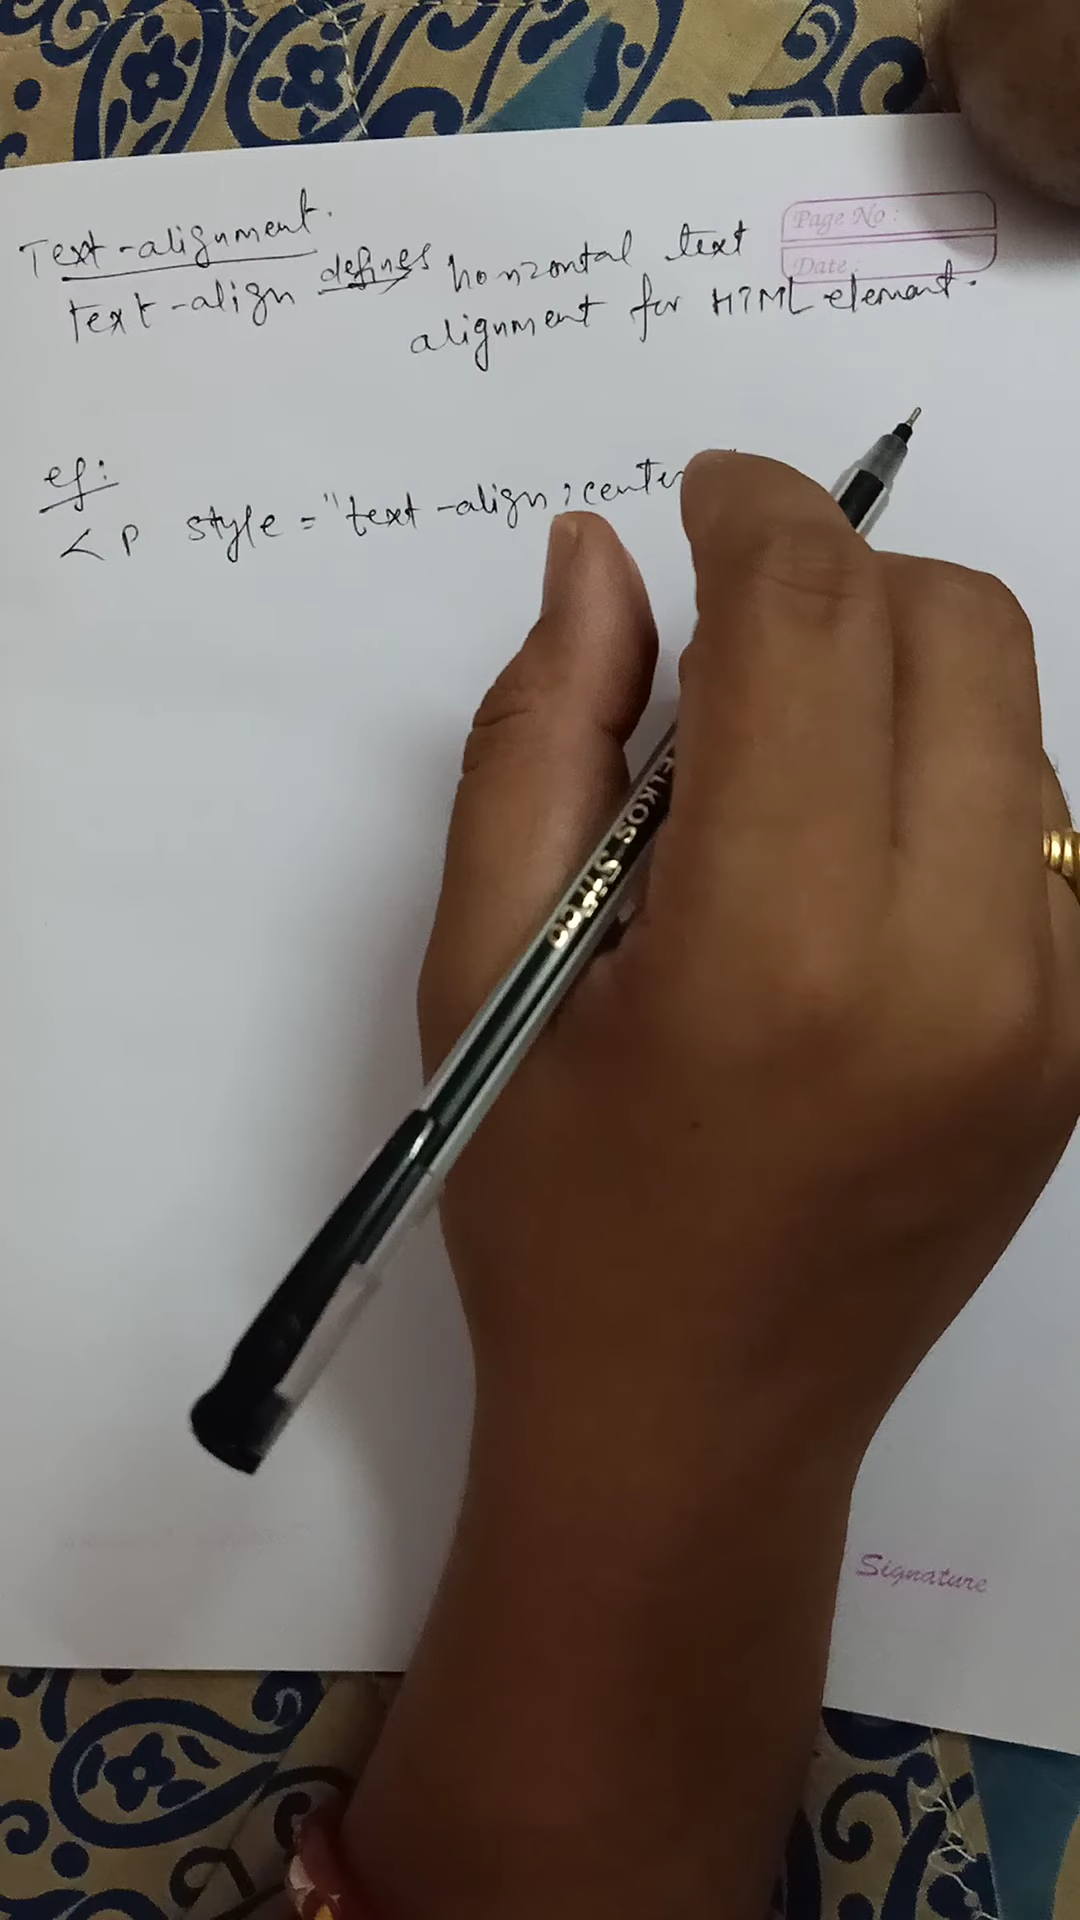 Text-alignment.
text-align defines horizontal text
alignment for HTML element.
Page No :
Date :
eg:
<P style = "text-align:center
ELKOS
Signature